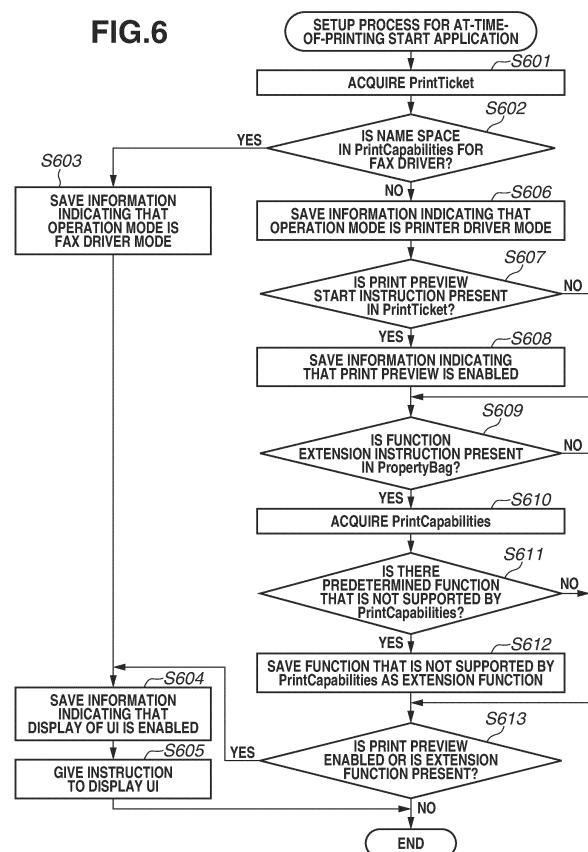 FIG.6
SETUP PROCESS FOR AT-TIME-
OF-PRINTING START APPLICATION
S601
ACQUIRE PrintTicket
S602
IS NAME SPACE
IN PrintCapabilities FOR
FAX DRIVER?
YES
NO
S603
SAVE INFORMATION
INDICATING THAT
OPERATION MODE IS
FAX DRIVER MODE
S606
SAVE INFORMATION INDICATING THAT
OPERATION MODE IS PRINTER DRIVER MODE
S607
IS PRINT PREVIEW
START INSTRUCTION PRESENT
IN PrintTicket?
NO
YES
S608
SAVE INFORMATION INDICATING
THAT PRINT PREVIEW IS ENABLED
S609
IS FUNCTION
EXTENSION INSTRUCTION PRESENT
IN PropertyBag?
NO
YES
S610
ACQUIRE PrintCapabilities
S611
IS THERE
PREDETERMINED FUNCTION
THAT IS NOT SUPPORTED BY
PrintCapabilities?
NO
YES
S612
SAVE FUNCTION THAT IS NOT SUPPORTED BY
PrintCapabilities AS EXTENSION FUNCTION
S604
SAVE INFORMATION
INDICATING THAT
DISPLAY OF UI IS ENABLED
S605
GIVE INSTRUCTION
TO DISPLAY UI
S613
IS PRINT PREVIEW
ENABLED OR IS EXTENSION
FUNCTION PRESENT?
YES
NO
END